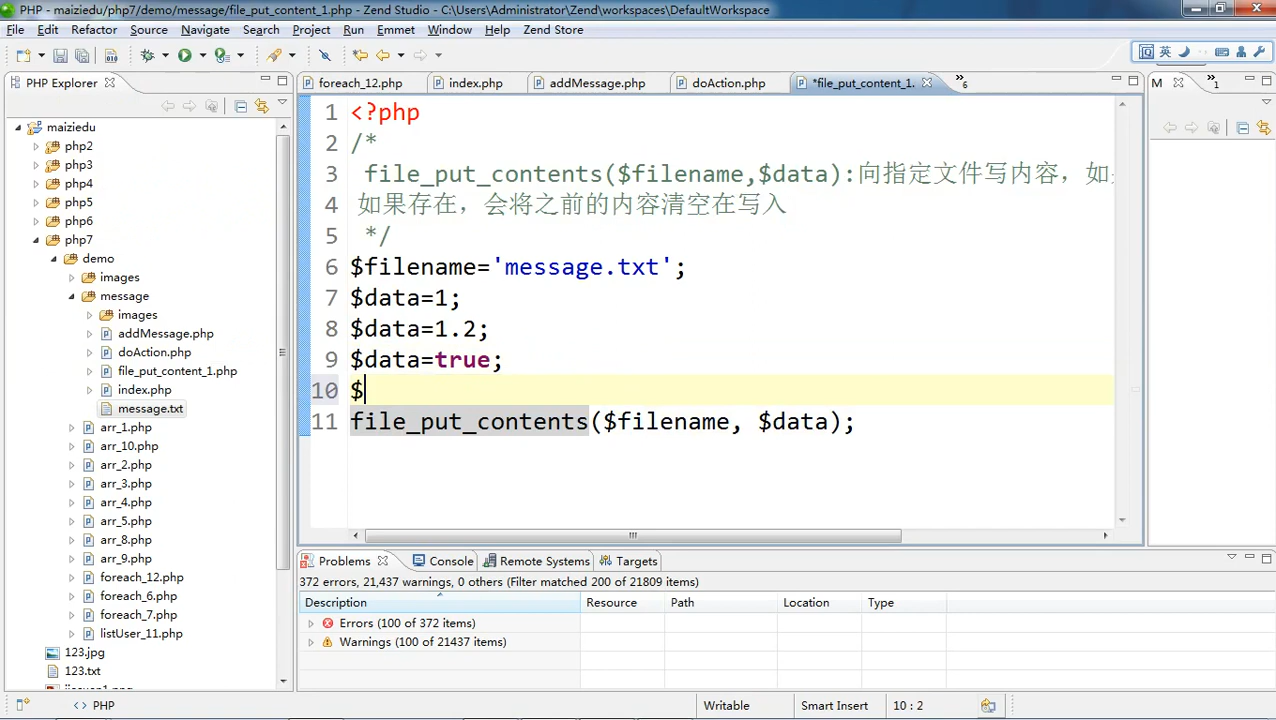 PHP - maiziedu/php7/demo/message/file_put_content_1.php - Zend Studio - C:\Users\Administrator\Zend\workspaces\DefaultWorkspace
File Edit Refactor Source Navigate Search Project Run Emmet Window Help Zend Store
英
PHP Explorer
foreach_12.php index.php addMessage.php doAction.php *file_put_content_1. »6
M »1
maiziedu
php2
php3
php4
php5
php6
php7
demo
images
message
images
addMessage.php
doAction.php
file_put_content_1.php
index.php
message.txt
arr_1.php
arr_10.php
arr_2.php
arr_3.php
arr_4.php
arr_5.php
arr_8.php
arr_9.php
foreach_12.php
foreach_6.php
foreach_7.php
listUser_11.php
123.jpg
123.txt
1 <?php
2 /*
3 file_put_contents($filename,$data):向指定文件写内容，如
4 如果存在，会将之前的内容清空在写入
5 */
6 $filename='message.txt';
7 $data=1;
8 $data=1.2;
9 $data=true;
10 $
11 file_put_contents($filename, $data);
Problems Console Remote Systems Targets
372 errors, 21,437 warnings, 0 others (Filter matched 200 of 21809 items)
Description Resource Path Location Type
Errors (100 of 372 items)
Warnings (100 of 21437 items)
<> PHP Writable Smart Insert 10 : 2